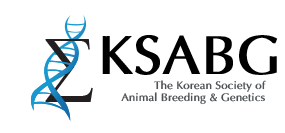 Σ KSABG
The Korean Society of
Animal Breeding & Genetics